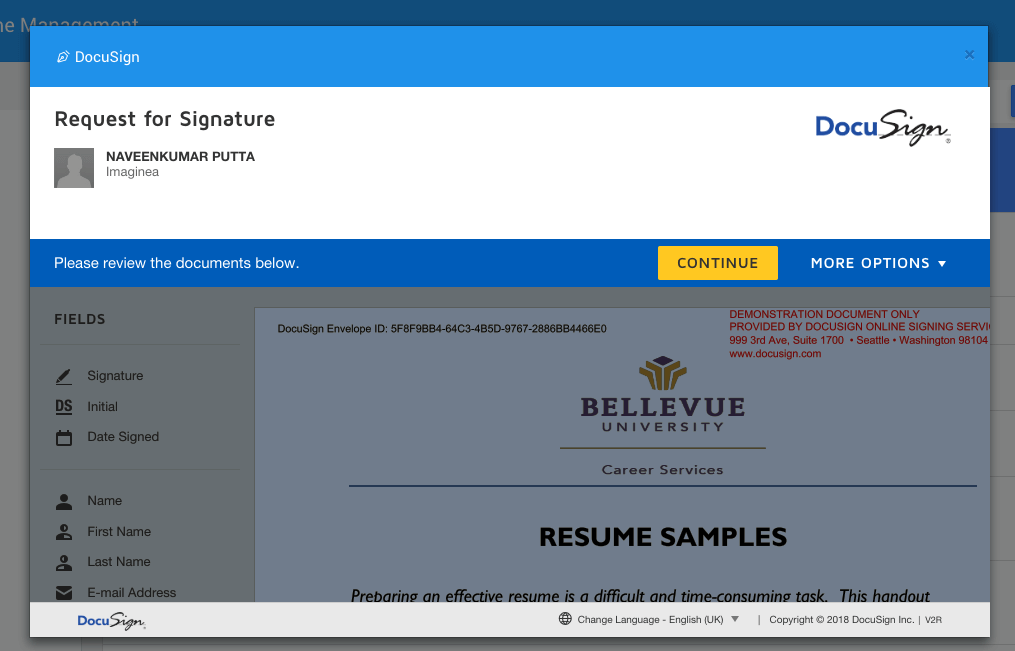 ne Management
DocuSign
×
Request for Signature
DocuSign®
NAVEENKUMAR PUTTA
Imaginea
Please review the documents below.
CONTINUE
MORE OPTIONS
FIELDS
Signature
DS Initial
Date Signed
Name
First Name
Last Name
E-mail Address
DocuSign Envelope ID: 5F8F9BB4-64C3-4B5D-9767-2886BB4466E0
DEMONSTRATION DOCUMENT ONLY
PROVIDED BY DOCUSIGN ONLINE SIGNING SERVI
999 3rd Ave, Suite 1700 • Seattle • Washington 98104
www.docusign.com
BELLEVUE
UNIVERSITY
Career Services
RESUME SAMPLES
Preparing an effective resume is a difficult and time-consuming task. This handout
DocuSign
Change Language - English (UK)
| Copyright © 2018 DocuSign Inc. | V2R